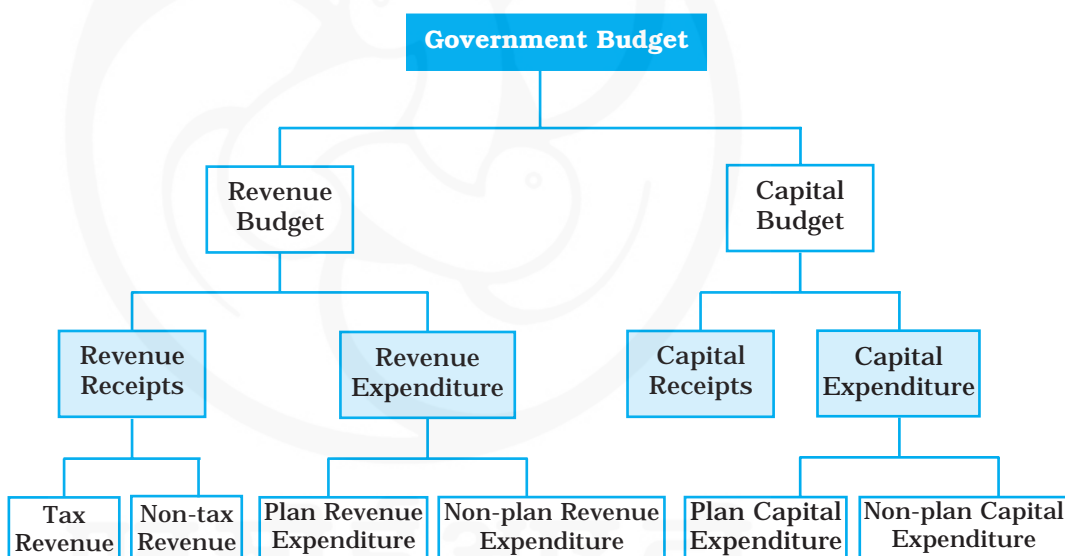 Government Budget
Revenue
Budget
Capital
Budget
Revenue
Receipts
Revenue
Expenditure
Capital
Receipts
Capital
Expenditure
Tax
Revenue
Non-tax
Revenue
Plan Revenue
Expenditure
Non-plan Revenue
Expenditure
Plan Capital
Expenditure
Non-plan Capital
Expenditure